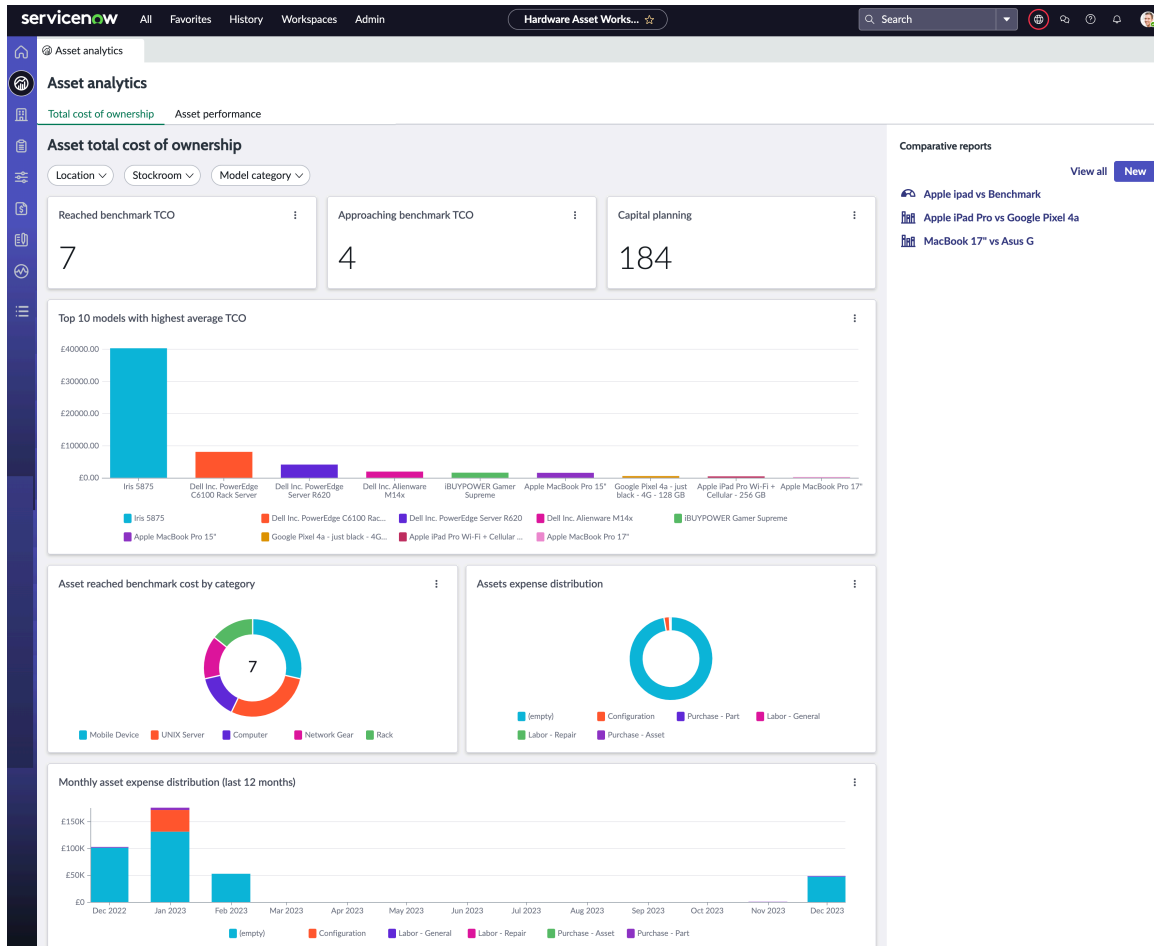 servicenow All Favorites History Workspaces Admin Hardware Asset Works... Search
Asset analytics
Asset analytics
Total cost of ownership Asset performance
Asset total cost of ownership
Location Stockroom Model category
Reached benchmark TCO
7
Approaching benchmark TCO
4
Capital planning
184
Comparative reports
View all New
Apple ipad vs Benchmark
Apple iPad Pro vs Google Pixel 4a
MacBook 17" vs Asus G
Top 10 models with highest average TCO
£40000.00
£30000.00
£20000.00
£10000.00
£0.00
Iris 5875
Dell Inc. PowerEdge
C6100 Rack Server
Dell Inc. PowerEdge
Server R620
Dell Inc. Alienware
M14x
iBUYPOWER Gamer
Supreme
Apple MacBook Pro 15"
Google Pixel 4a - just
black - 4G - 128 GB
Apple iPad Pro Wi-Fi +
Cellular - 256 GB
Apple MacBook Pro 17"
Iris 5875 Dell Inc. PowerEdge C6100 Rac... Dell Inc. PowerEdge Server R620 Dell Inc. Alienware M14x iBUYPOWER Gamer Supreme
Apple MacBook Pro 15" Google Pixel 4a - just black - 4G... Apple iPad Pro Wi-Fi + Cellular ... Apple MacBook Pro 17"
Asset reached benchmark cost by category
7
Mobile Device UNIX Server Computer Network Gear Rack
Assets expense distribution
(empty) Configuration Purchase - Part Labor - General
Labor - Repair Purchase - Asset
Monthly asset expense distribution (last 12 months)
£150K
£100K
£50K
£0
Dec 2022 Jan 2023 Feb 2023 Mar 2023 Apr 2023 May 2023 Jun 2023 Jul 2023 Aug 2023 Sep 2023 Oct 2023 Nov 2023 Dec 2023
(empty) Configuration Labor - General Labor - Repair Purchase - Asset Purchase - Part